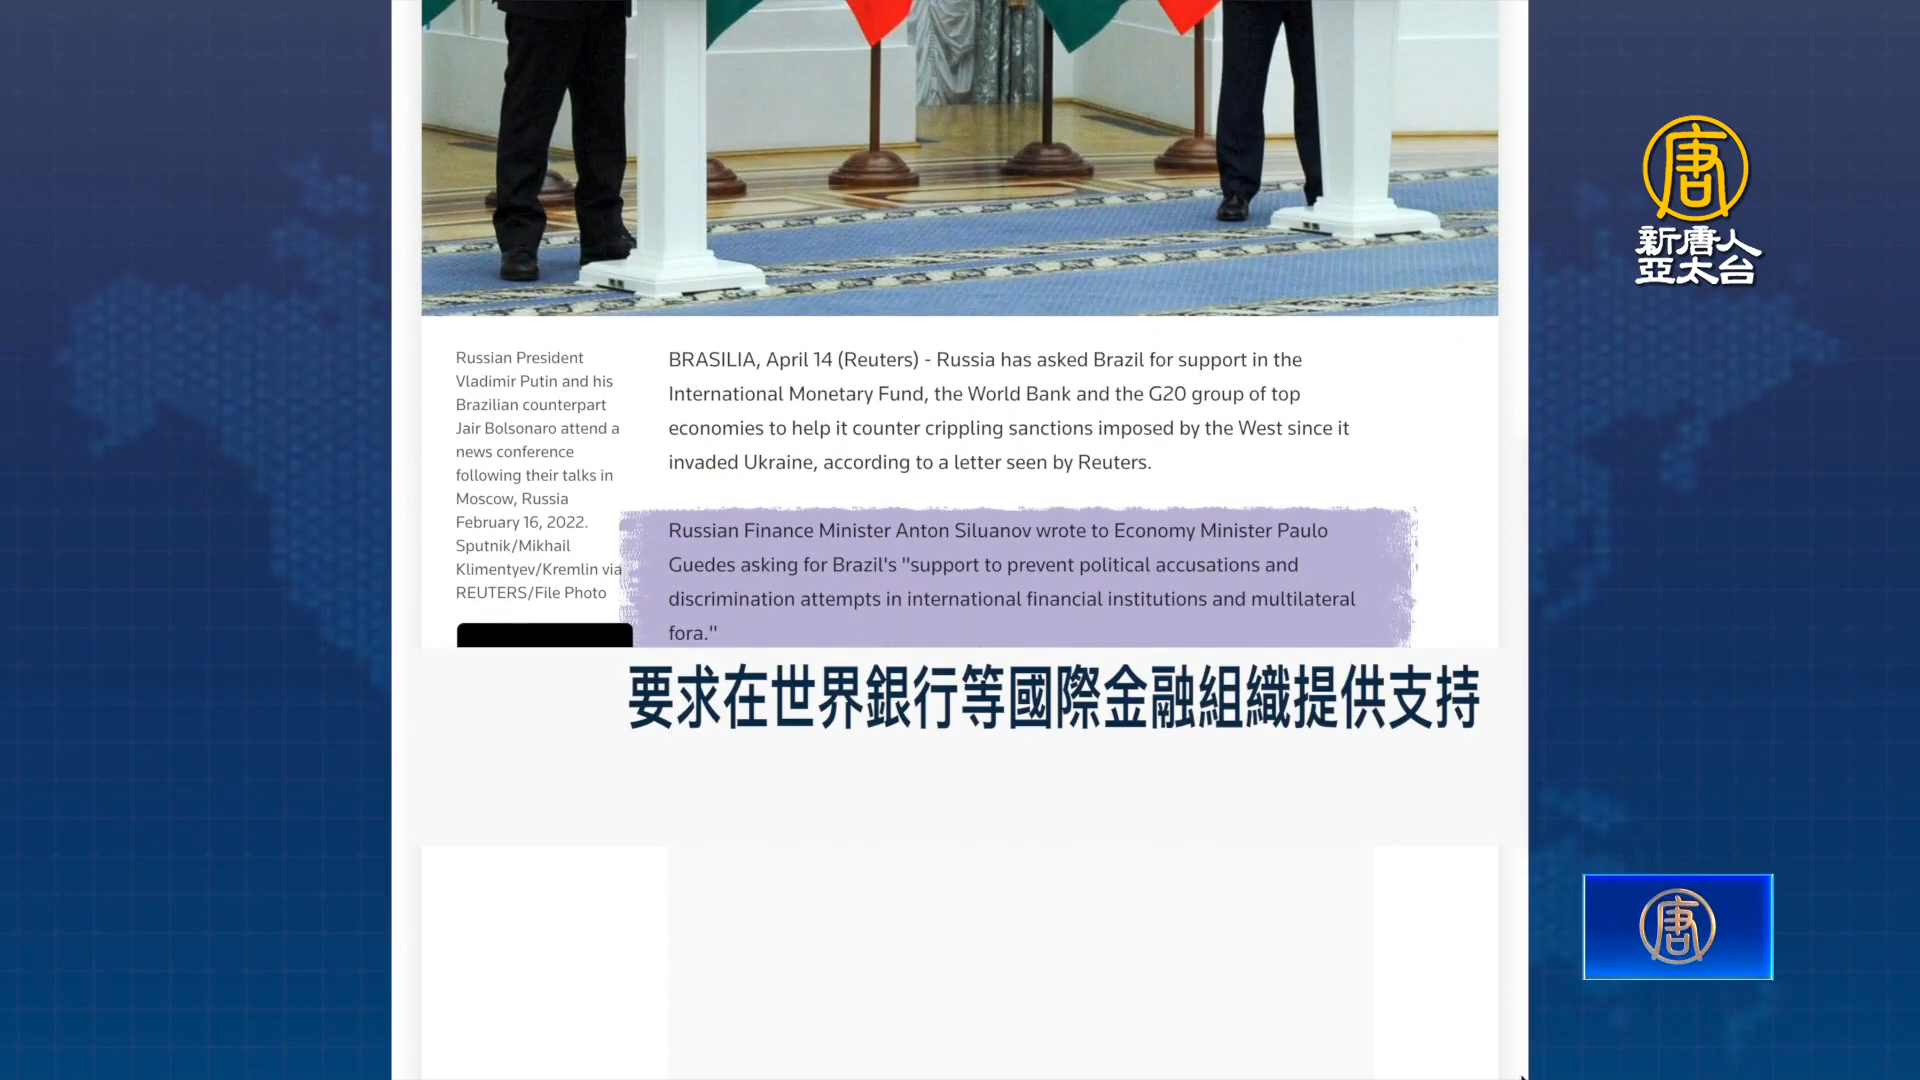 唐
新唐人
亞太台
Russian President
Vladimir Putin and his
Brazilian counterpart
Jair Bolsonaro attend a
news conference
following their talks in
Moscow, Russia
February 16, 2022.
Sputnik/Mikhail
Klimentyev/Kremlin via
REUTERS/File Photo
BRASILIA, April 14 (Reuters) - Russia has asked Brazil for support in the
International Monetary Fund, the World Bank and the G20 group of top
economies to help it counter crippling sanctions imposed by the West since it
invaded Ukraine, according to a letter seen by Reuters.
Russian Finance Minister Anton Siluanov wrote to Economy Minister Paulo
Guedes asking for Brazil's "support to prevent political accusations and
discrimination attempts in international financial institutions and multilateral
fora."
要求在世界銀行等國際金融組織提供支持
唐